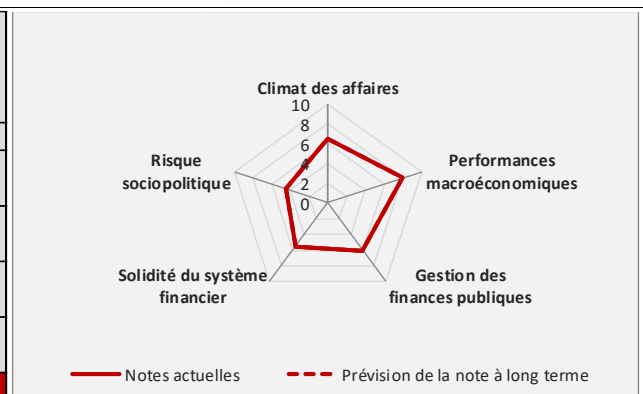 Climat des affaires
10
8
6
4
2
0
Performances
macroéconomiques
Gestion des
finances publiques
Solidité du système
financier
Risque
sociopolitique
Notes actuelles
Prévision de la note à long terme